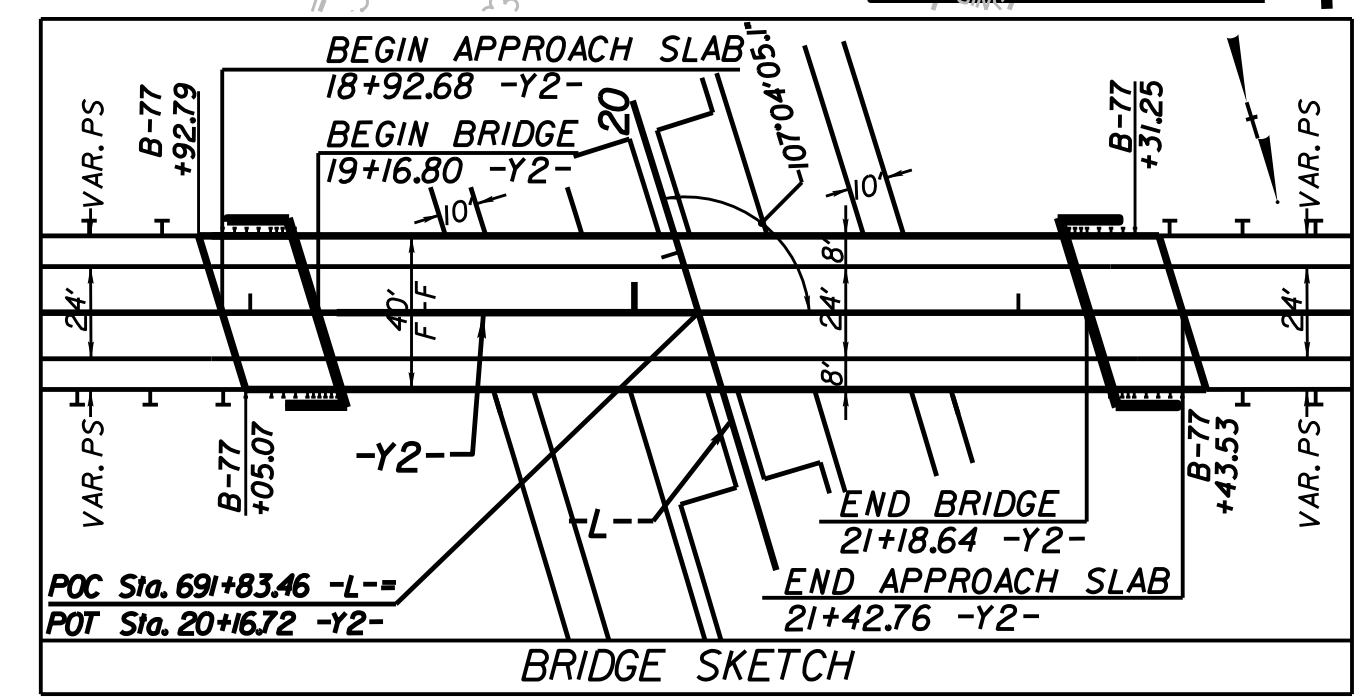 BEGIN APPROACH SLAB
18+92.68 -Y2-
BEGIN BRIDGE
19+16.80 -Y2-
20
107°04'05.1"
VAR. PS
B-77
+92.79
B-77
+31.25
VAR. PS
10'
10'
24'
40'
F-F
8'
24'
8'
24'
-Y2-
-L-
VAR. PS
B-77
+05.07
B-77
+43.53
VAR. PS
END BRIDGE
21+18.64 -Y2-
END APPROACH SLAB
21+42.76 -Y2-
POC Sta. 691+83.46 -L-=
POT Sta. 20+16.72 -Y2-
BRIDGE SKETCH